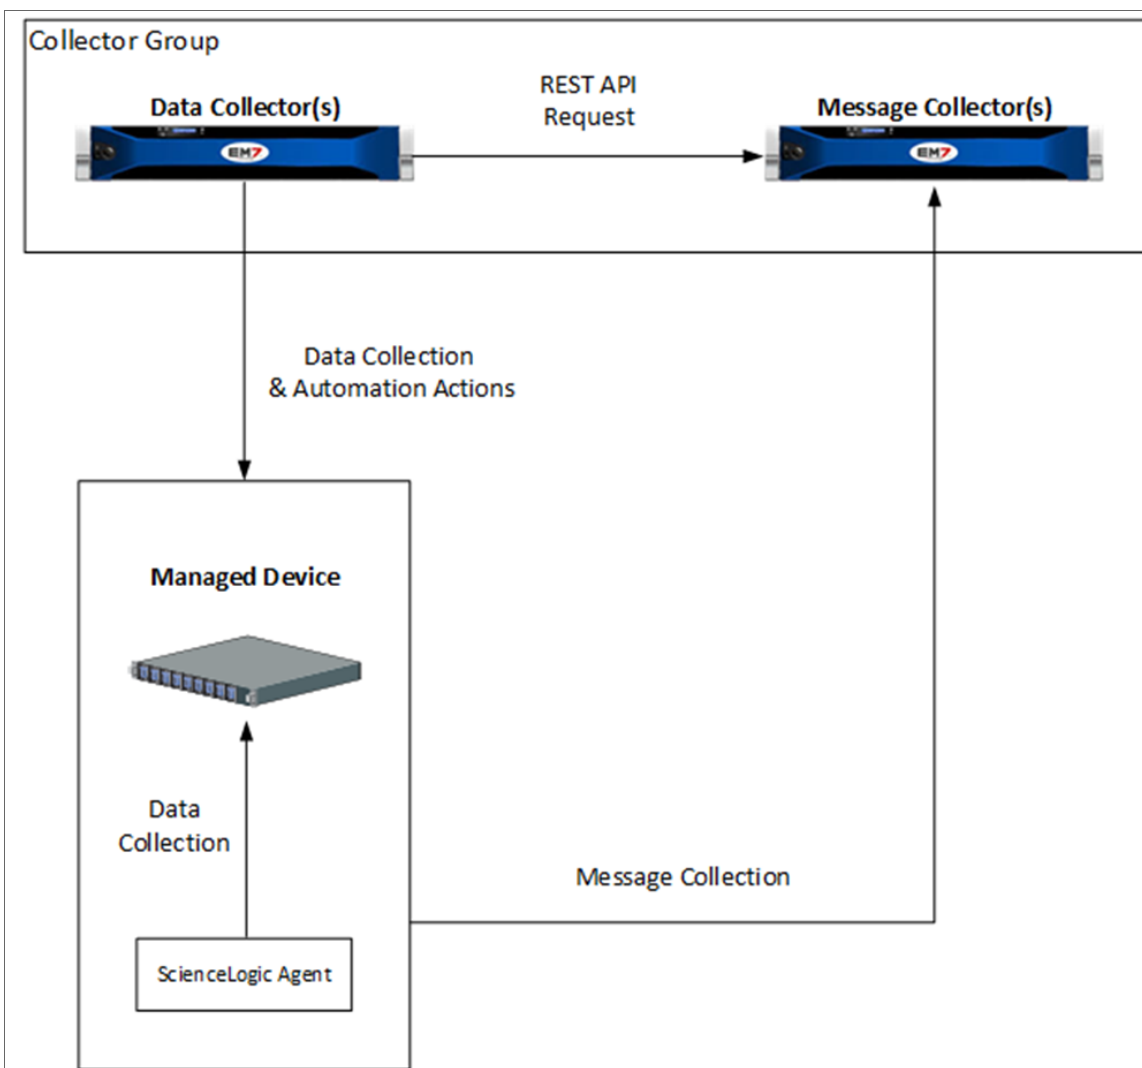 Collector Group
Data Collector(s)
REST API
Request
Message Collector(s)
EM7
EM7
Data Collection
& Automation Actions
Managed Device
Data
Collection
Message Collection
ScienceLogic Agent